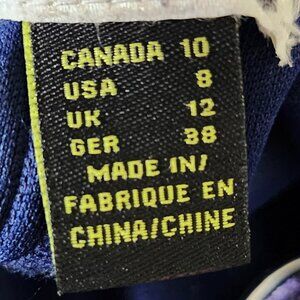 CANADA 10
USA 8
UK 12
GER 38
MADE IN/
FABRIQUE EN
CHINA/CHINE